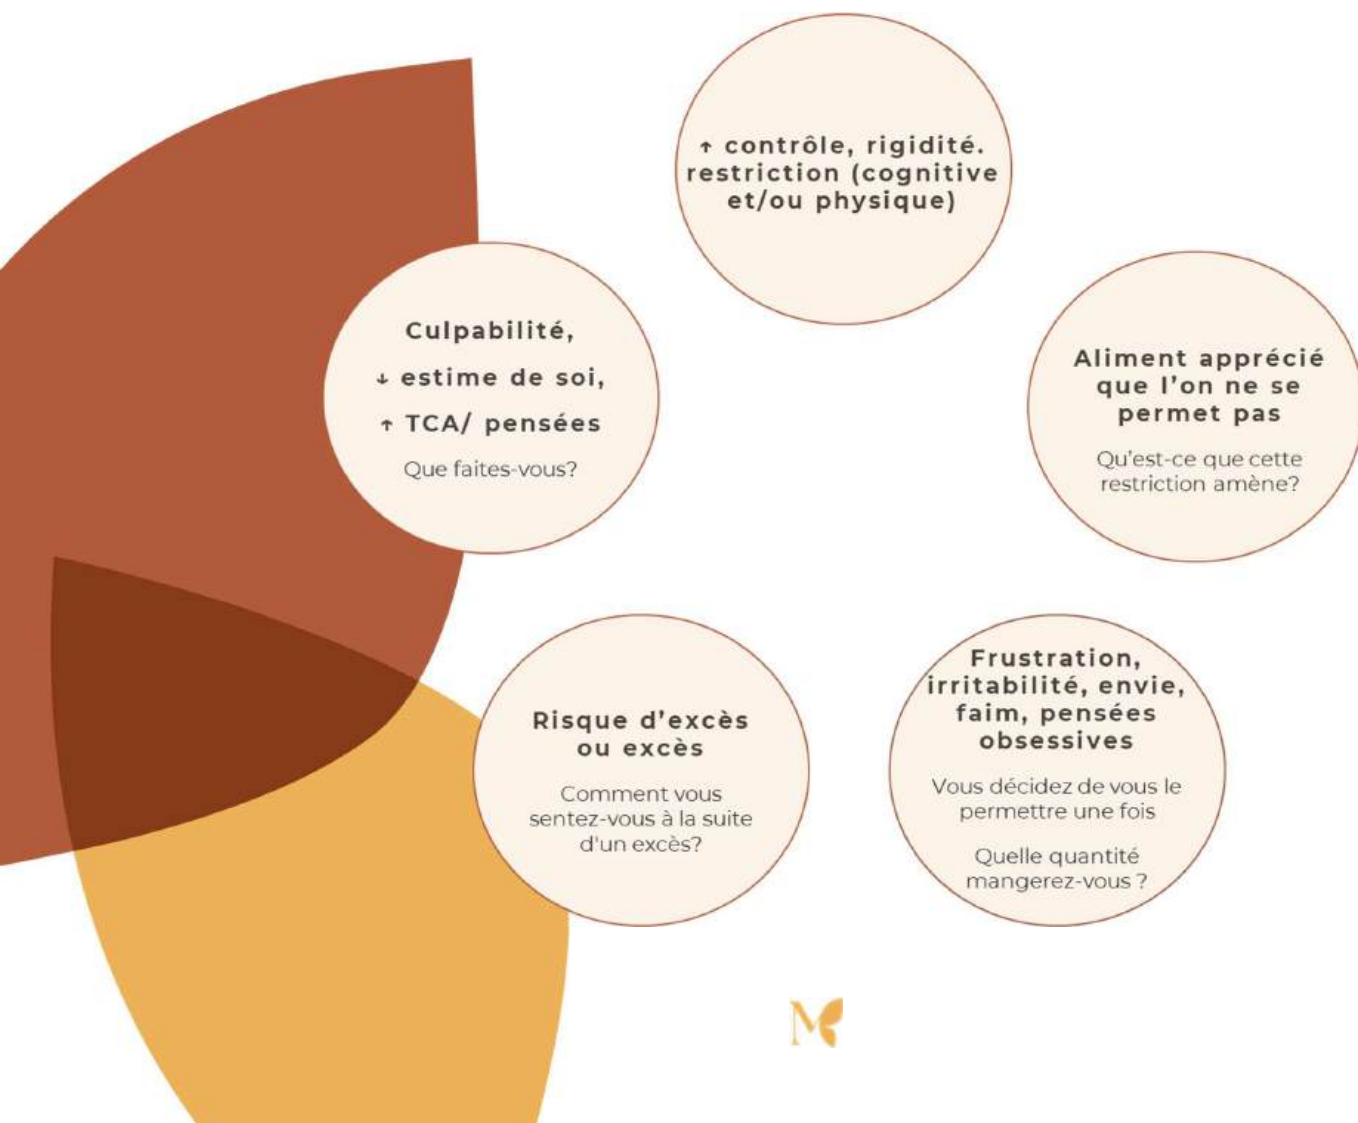 ↑ contrôle, rigidité.
restriction (cognitive
et/ou physique)
Aliment apprécié
que l'on ne se
permet pas
Qu'est-ce que cette
restriction amène?
Frustration,
irritabilité, envie,
faim, pensées
obsessives
Vous décidez de vous le
permettre une fois
Quelle quantité
mangerez-vous ?
Risque d'excès
ou excès
Comment vous
sentez-vous à la suite
d'un excès?
Culpabilité,
↓ estime de soi,
↑ TCA/ pensées
Que faites-vous?
M